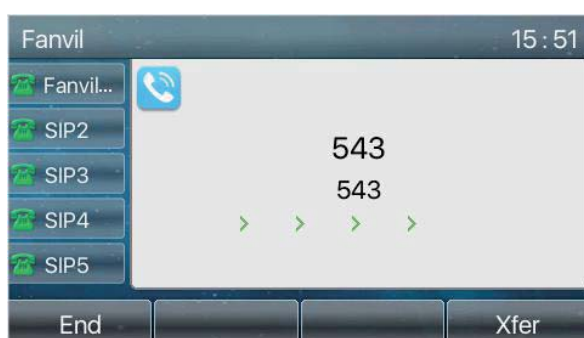 Fanvil 15:51
Fanvil...
SIP2
SIP3
SIP4
SIP5
543
543
> > > >
End Xfer